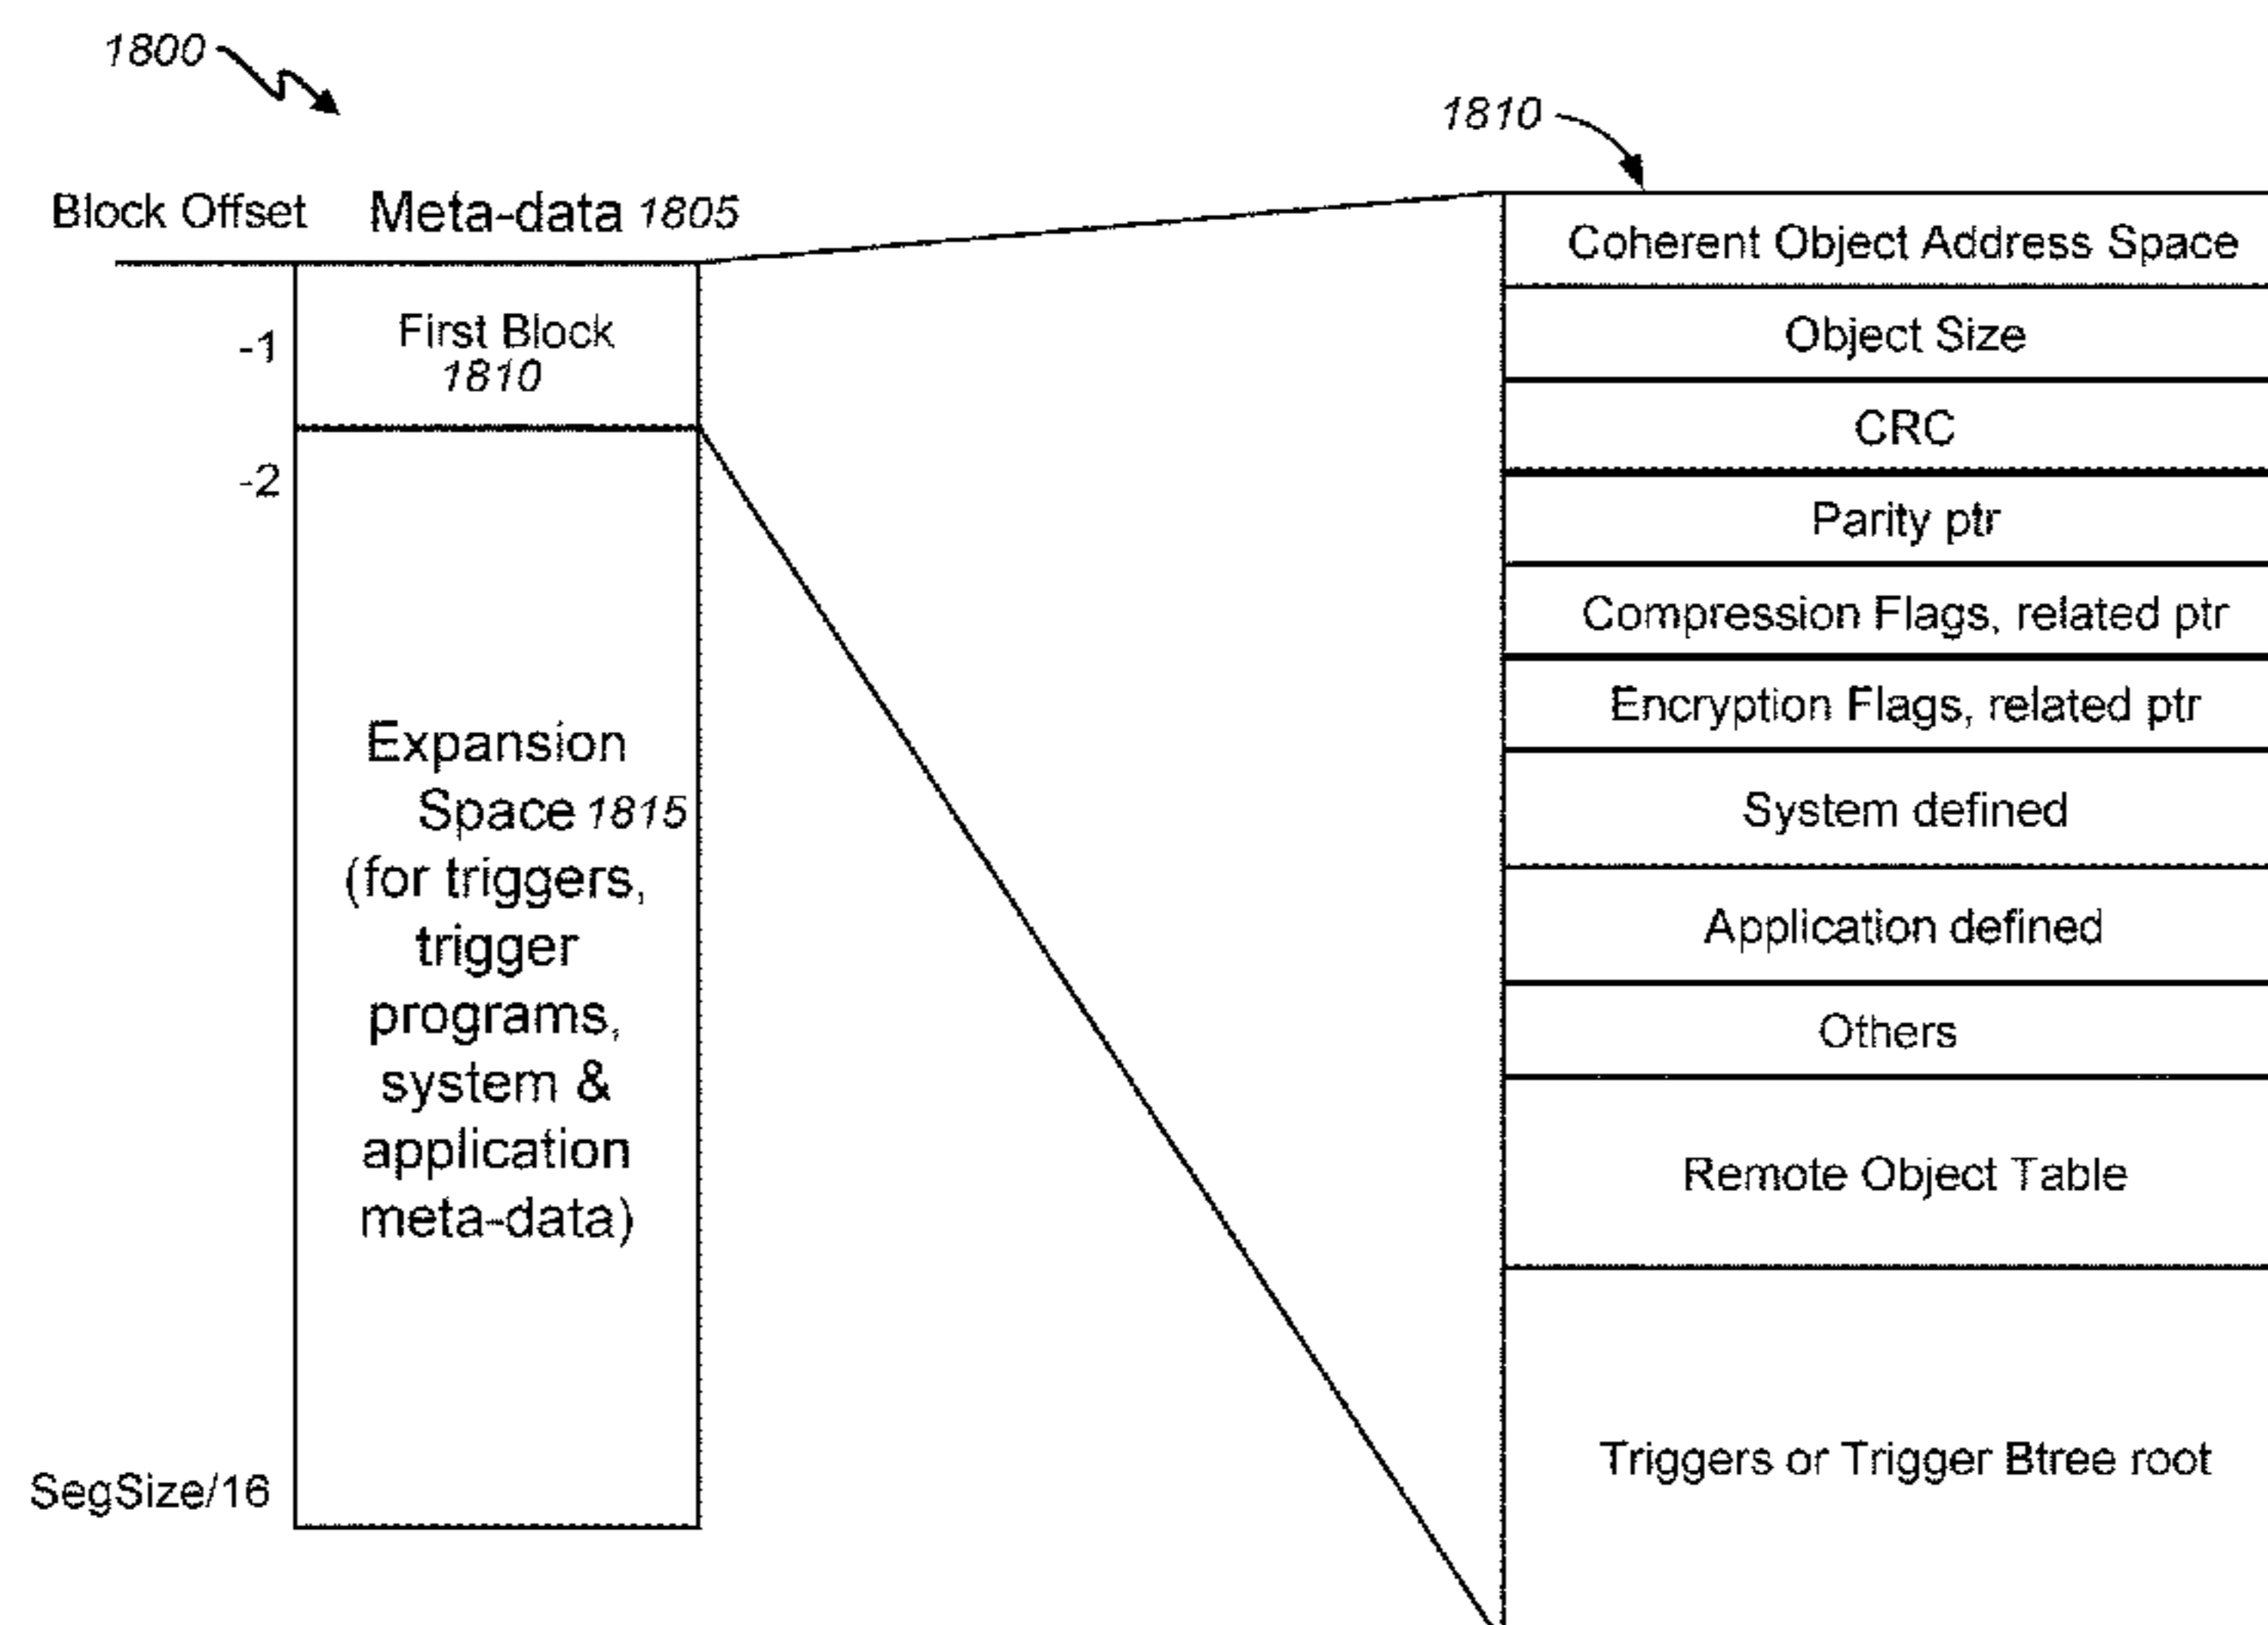 1800
1810
Block Offset Meta-data 1805
-1
First Block
1810
-2
Expansion
Space 1815
(for triggers,
trigger
programs,
system &
application
meta-data)
SegSize/16
Coherent Object Address Space
Object Size
CRC
Parity ptr
Compression Flags, related ptr
Encryption Flags, related ptr
System defined
Application defined
Others
Remote Object Table
Triggers or Trigger Btree root